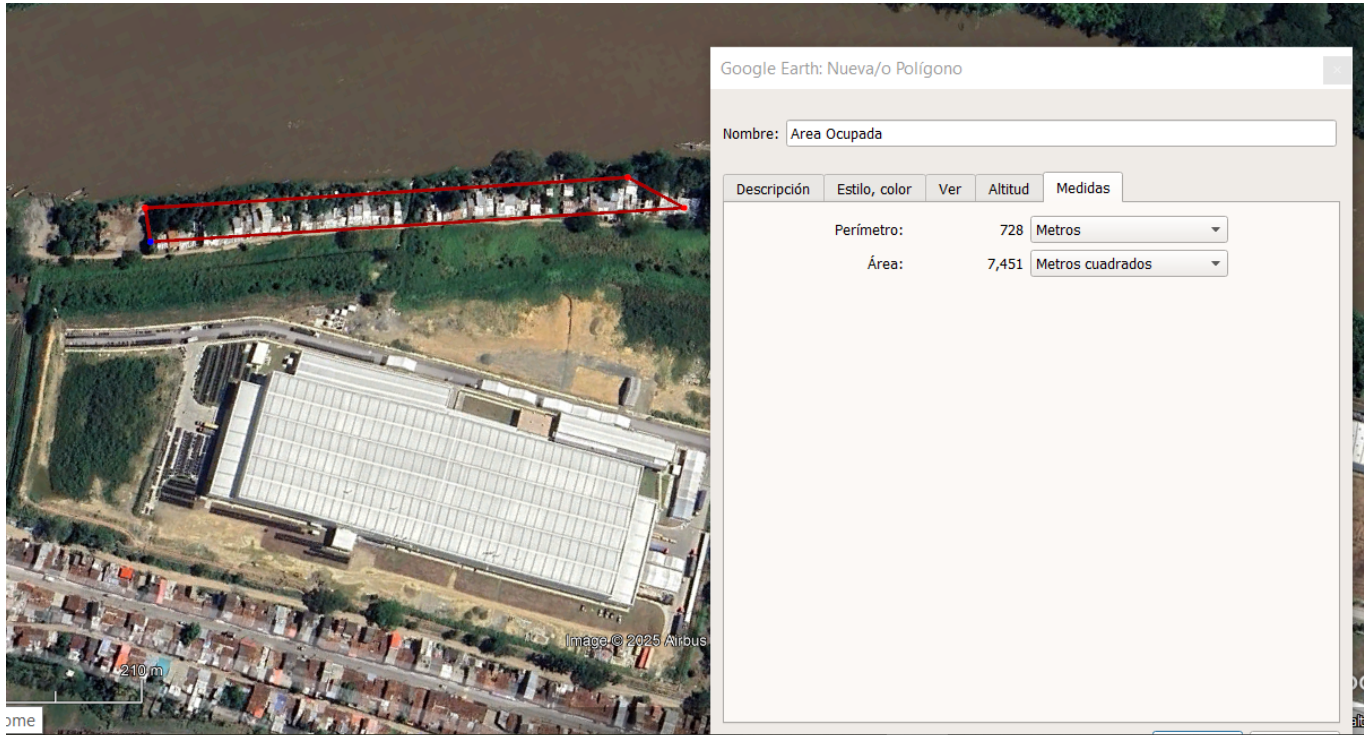 Google Earth: Nueva/o Polígono
Nombre: Area Ocupada
Descripción Estilo, color Ver Altitud Medidas
Perímetro: 728 Metros
Área: 7,451 Metros cuadrados
Image © 2025 Airbus
210 m
ome